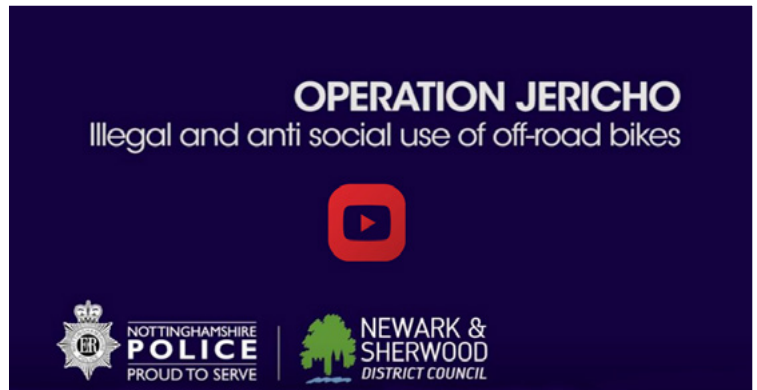 OPERATION JERICHO
Illegal and anti social use of off-road bikes
ER
NOTTINGHAMSHIRE
POLICE
PROUD TO SERVE
NEWARK &
SHERWOOD
DISTRICT COUNCIL